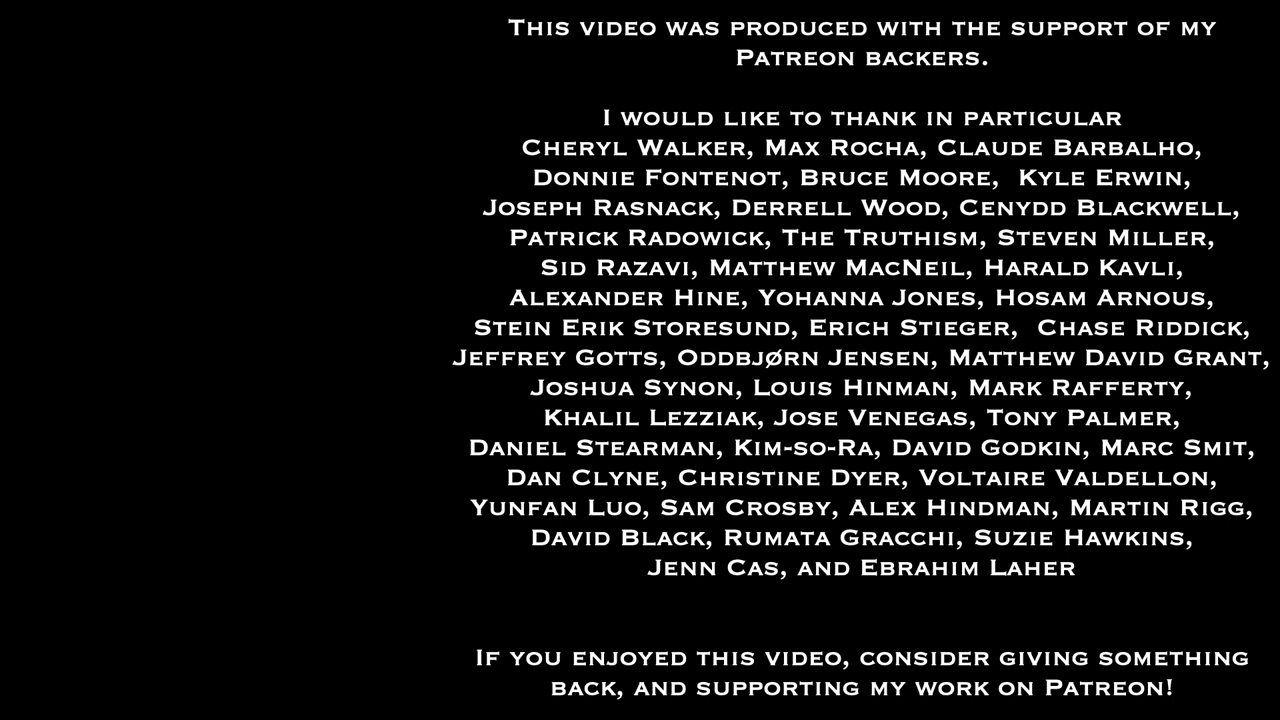 This video was produced with the support of my
Patreon backers.
I would like to thank in particular
Cheryl Walker, Max Rocha, Claude Barbalho,
Donnie Fontenot, Bruce Moore,  Kyle Erwin,
Joseph Rasnack, Derrell Wood, Cenydd Blackwell,
Patrick Radowick, The Truthism, Steven Miller,
Sid Razavi, Matthew MacNeil, Harald Kavli,
Alexander Hine, Yohanna Jones, Hosam Arnous,
Stein Erik Storesund, Erich Stieger,  Chase Riddick,
Jeffrey Gotts, Oddbjørn Jensen, Matthew David Grant,
Joshua Synon, Louis Hinman, Mark Rafferty,
Khalil Lezziak, Jose Venegas, Tony Palmer,
Daniel Stearman, Kim-so-Ra, David Godkin, Marc Smit,
Dan Clyne, Christine Dyer, Voltaire Valdellon,
Yunfan Luo, Sam Crosby, Alex Hindman, Martin Rigg,
David Black, Rumata Gracchi, Suzie Hawkins,
Jenn Cas, and Ebrahim Laher
If you enjoyed this video, consider giving something
back, and supporting my work on Patreon!